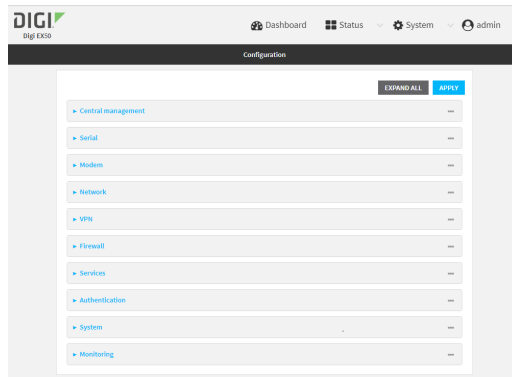 DIGI
Digi EX50
Dashboard Status System admin
Configuration
EXPAND ALL APPLY
Central management
Serial
Modem
Network
VPN
Firewall
Services
Authentication
System
Monitoring